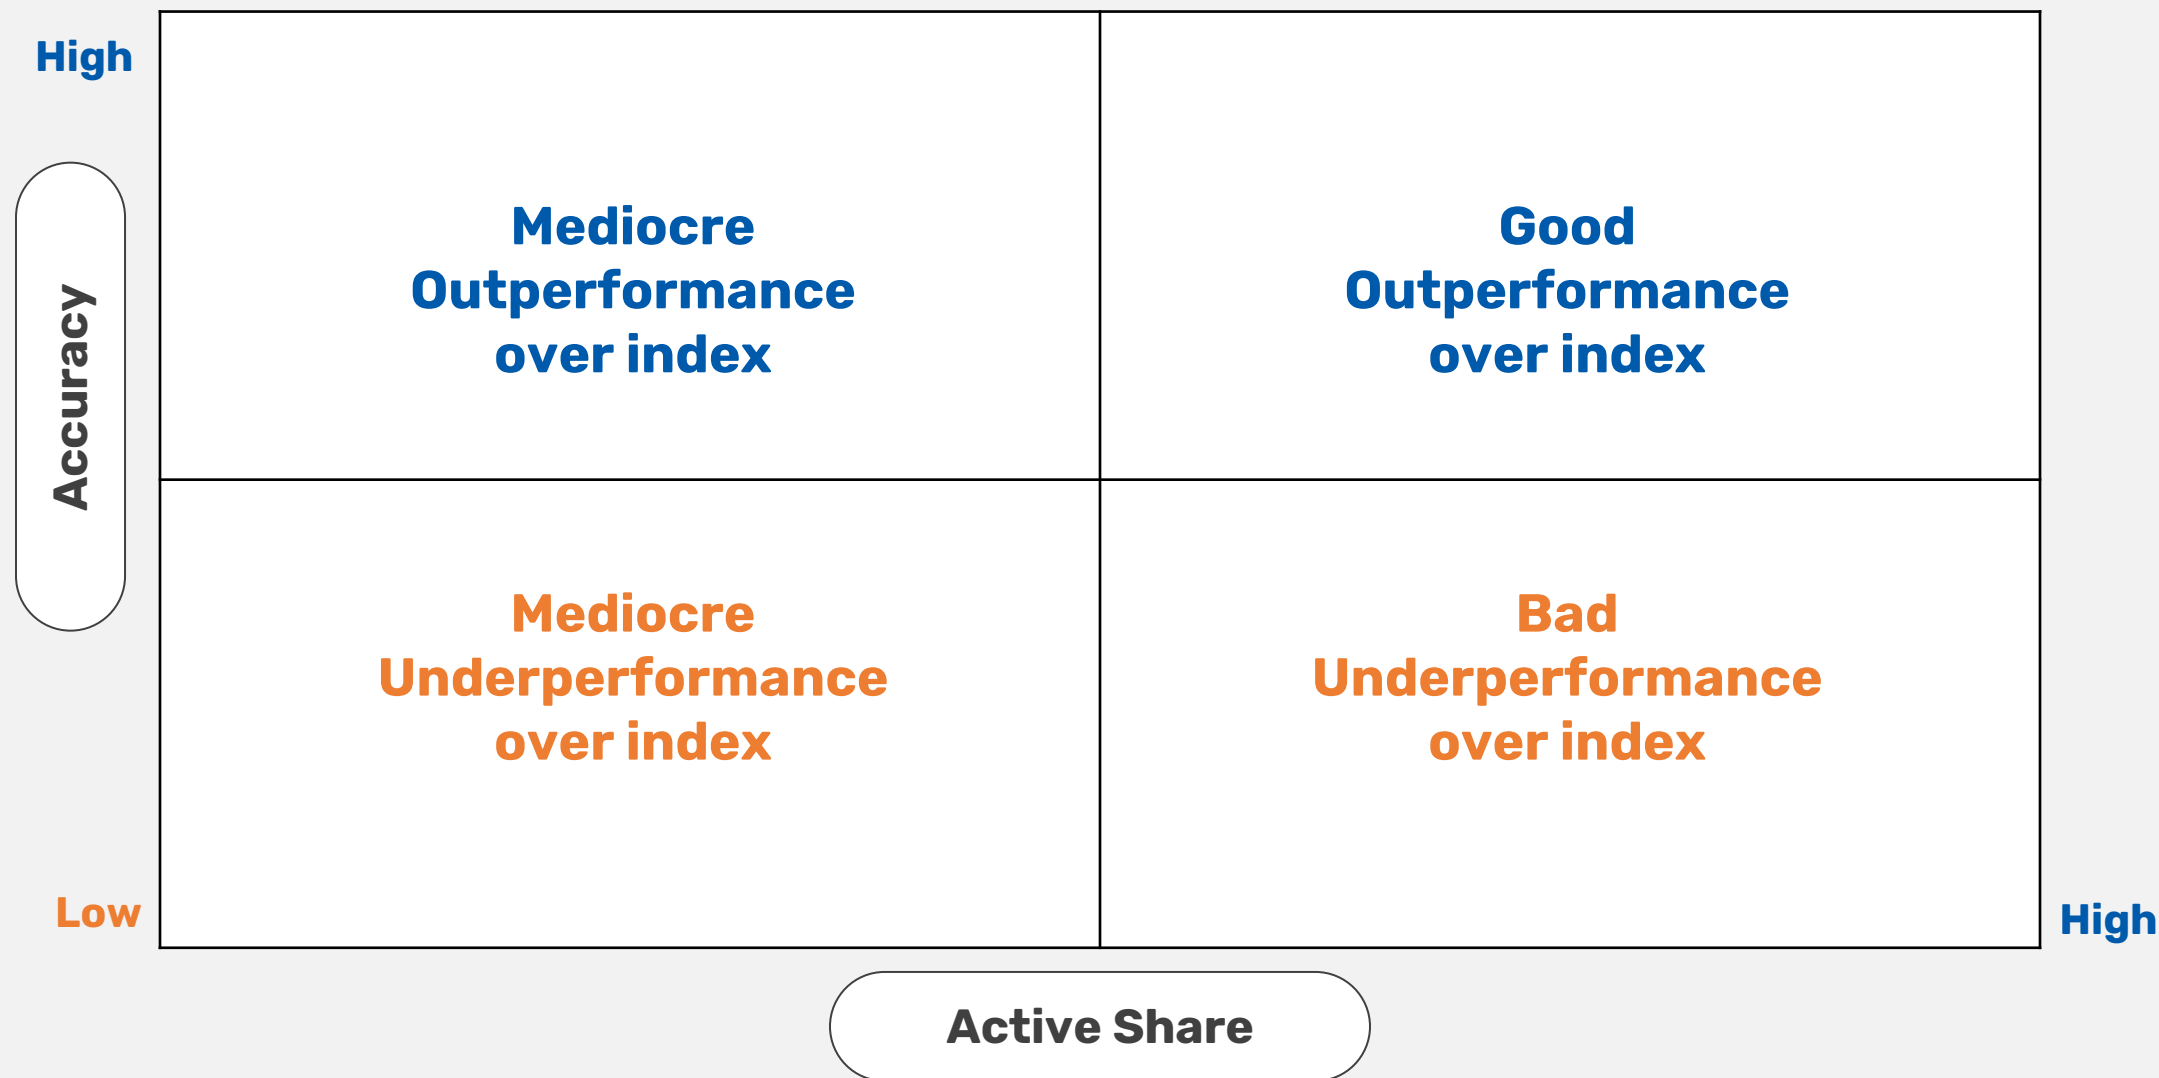 High
Accuracy
Mediocre
Outperformance
over index
Good
Outperformance
over index
Mediocre
Underperformance
over index
Bad
Underperformance
over index
Low
High
Active Share